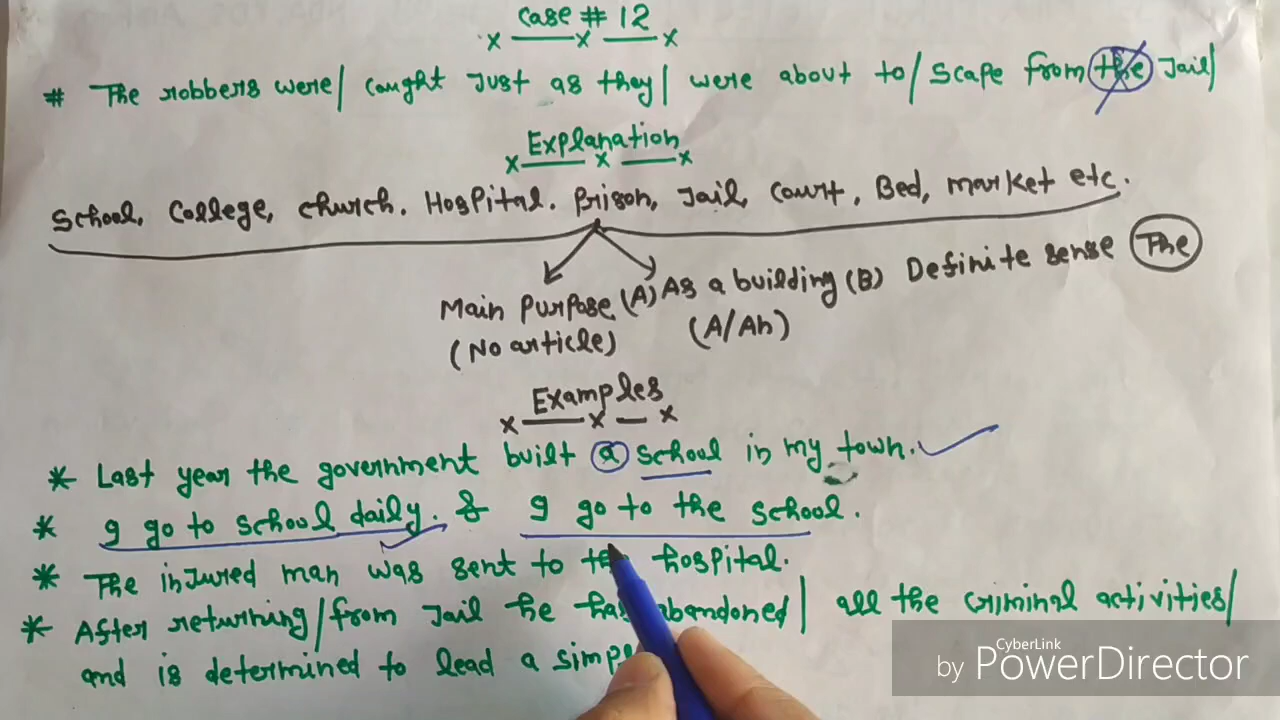 Case # 12
# The robbers were/ caught Just as they/ were about to/ scape from the Jail/
Explanation
School, College, church. Hospital. Prison, Jail, Court, Bed, market etc.
Main Purpose (A) As a building (B) Definite sense The
(No article) (A/An)
Examples
* Last year the government built a school in my town.
* I go to school daily. & I go to the school.
* The injured man was sent to the hospital.
* After returning/from Jail he has abandoned/ all the criminal activities/
and is determined to lead a
CyberLink
by PowerDirector